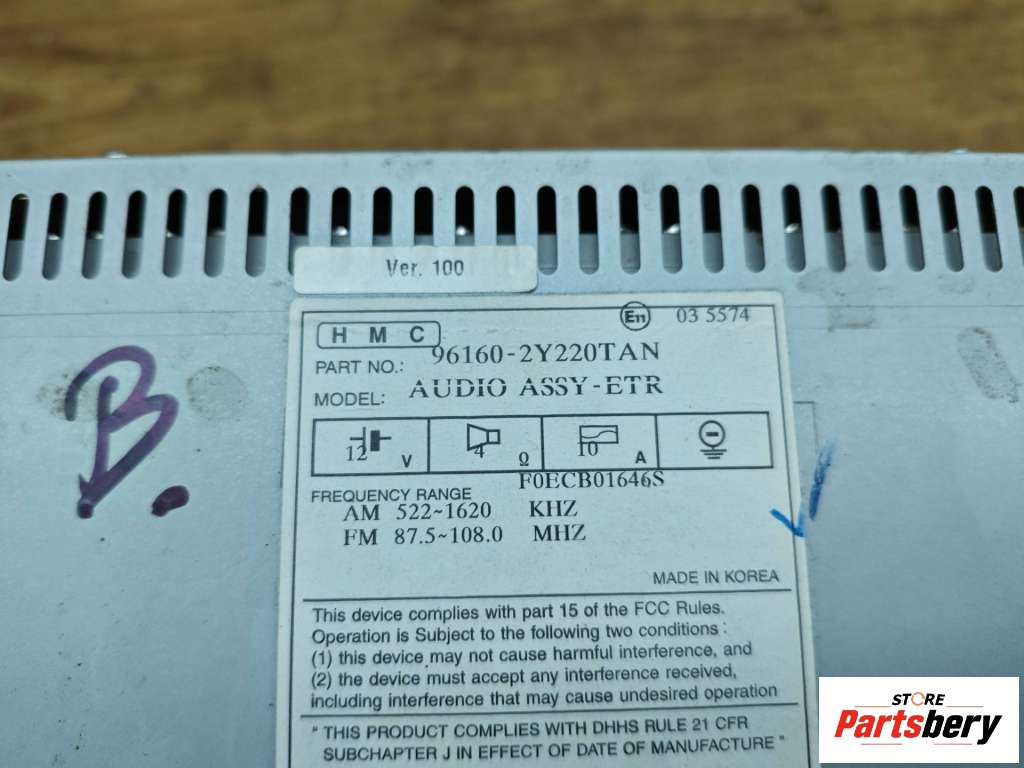 Ver. 100
E11 03 5574
H M C
PART NO.: 96160-2Y220TAN
MODEL: AUDIO ASSY-ETR
12 V 4 Ω 10 A
F0ECB01646S
FREQUENCY RANGE
AM 522~1620 KHZ
FM 87.5~108.0 MHZ
MADE IN KOREA
This device complies with part 15 of the FCC Rules.
Operation is Subject to the following two conditions :
(1) this device may not cause harmful interference, and
(2) the device must accept any interference received,
including interference that may cause undesired operation
" THIS PRODUCT COMPLIES WITH DHHS RULE 21 CFR
SUBCHAPTER J IN EFFECT OF DATE OF MANUFACTURE "
B.
STORE
Partsbery